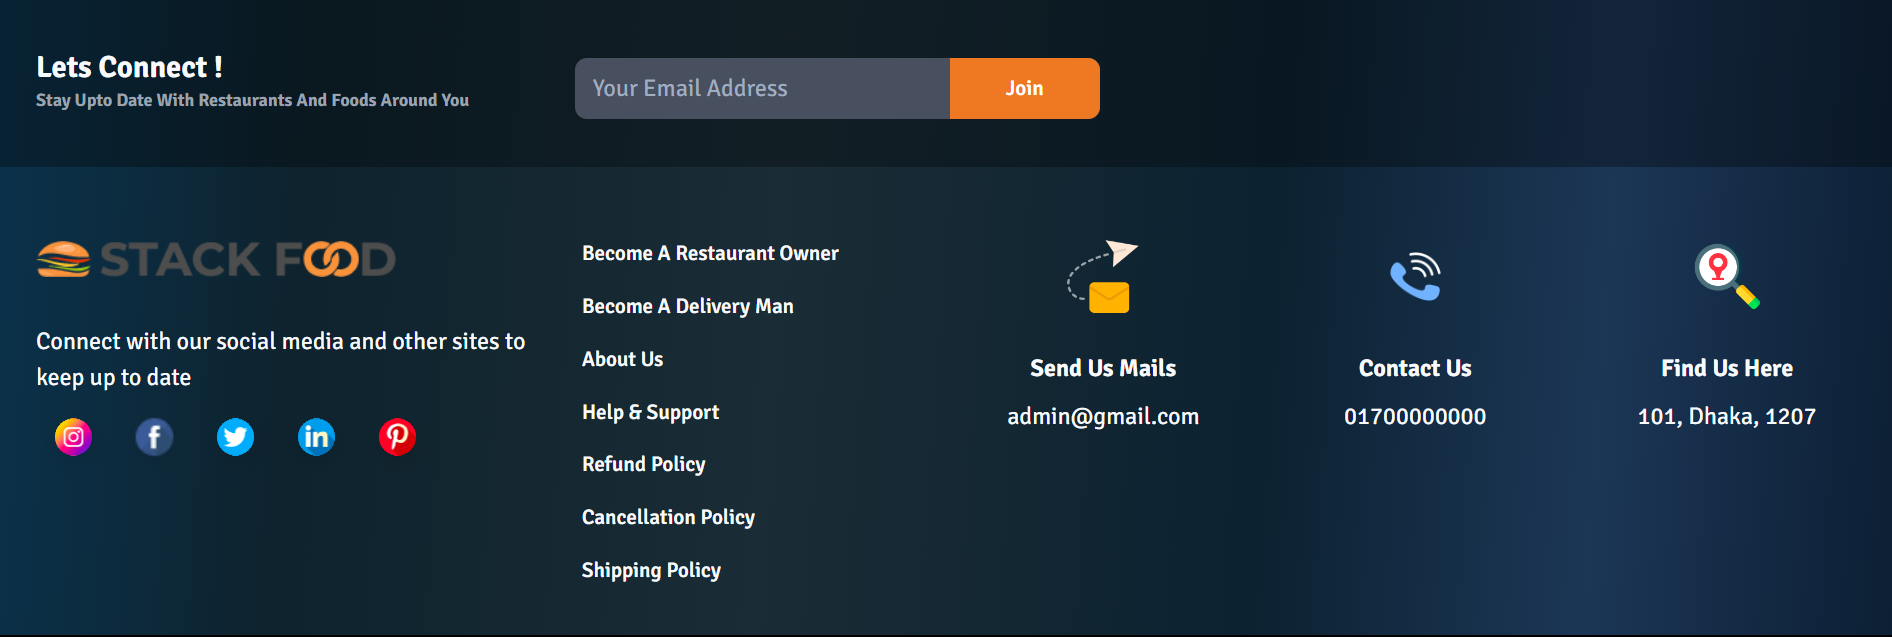 Lets Connect !
Stay Upto Date With Restaurants And Foods Around You
Your Email Address
Join
STACK FOOD
Connect with our social media and other sites to
keep up to date
Become A Restaurant Owner
Become A Delivery Man
About Us
Help & Support
Refund Policy
Cancellation Policy
Shipping Policy
Send Us Mails
admin@gmail.com
Contact Us
01700000000
Find Us Here
101, Dhaka, 1207